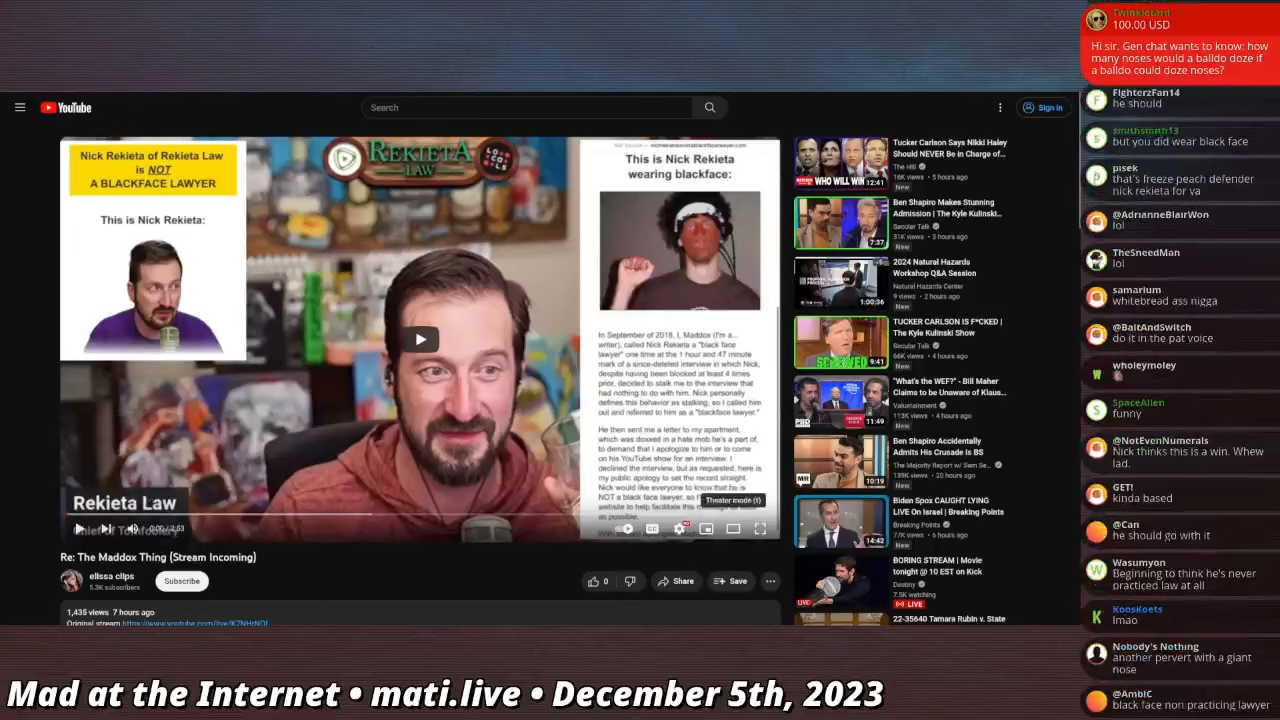 YouTube
Search
Sign in
Nick Rekieta of Rekieta Law
is NOT
A BLACKFACE LAWYER
This is Nick Rekieta:
REKIETA
LAW
LOCALS
This is Nick Rekieta
wearing blackface:
In September of 2018, I, Maddox (I'm a...
writer), called Nick Rekieta a "black face
lawyer" one time at the 1 hour and 47 minute
mark of a since-deleted interview in which Nick,
despite having been blocked at least 4 times
prior, decided to stalk me to the interview that
had nothing to do with him. Nick personally
defines this behavior as stalking, so I called him
out and referred to him as a "blackface lawyer."
He then sent me a letter to my apartment,
which was doxed in a hate mob he's a part of,
to demand that I apologize to him or to come
on his YouTube show for an interview. I
declined the interview, but as requested, here is
my public apology to set the record straight.
Nick would like everyone to know that he is
NOT a black face lawyer, so I
website to help facilitate this
as possible.
Theater mode (t)
Rekieta Law
Chief of Tomfoolery
0:00 / 2:53
Re: The Maddox Thing (Stream Incoming)
elissa clips
5.3K subscribers
Subscribe
0
Share
Save
1,435 views 7 hours ago
Original stream https://www.youtube.com/live/K7NHrNDf
WHO WILL WIN
12:41
Tucker Carlson Says Nikki Haley
Should NEVER Be in Charge of...
The Hill
16K views • 5 hours ago
New
7:37
Ben Shapiro Makes Stunning
Admission | The Kyle Kulinski...
Secular Talk
31K views • 3 hours ago
New
1:00:36
2024 Natural Hazards
Workshop Q&A Session
Natural Hazards Center
9 views • 2 hours ago
New
SCREWED
9:41
TUCKER CARLSON IS F*CKED |
The Kyle Kulinski Show
Secular Talk
66K views • 4 hours ago
New
PBD
11:49
"What's the WEF?" - Bill Maher
Claims to be Unaware of Klaus...
Valuetainment
113K views • 4 hours ago
New
MR
10:19
Ben Shapiro Accidentally
Admits His Crusade Is BS
The Majority Report w/ Sam Se...
139K views • 20 hours ago
New
14:42
Biden Spox CAUGHT LYING
LIVE On Israel | Breaking Points
Breaking Points
77K views • 6 hours ago
New
LIVE
BORING STREAM | Movie
tonight @ 10 EST on Kick
Destiny
7.5K watching
LIVE
22-35640 Tamara Rubin v. State
Twinkletard
100.00 USD
Hi sir. Gen chat wants to know: how
many noses would a balldo doze if
a balldo could doze noses?
FighterzFan14
he should
smithsmith13
but you did wear black face
pisek
that's freeze peach defender
nick rekieta for va
@AdrianneBlairWon
lol
TheSneedMan
lol
samarium
whitebread ass nigga
@BaitAndSwitch
do it in the pat voice
wholeymoley
SpaceAllen
funny
@NotEvenNumerals
Nick thinks this is a win. Whew
lad.
GET!
kinda based
@Can
he should go with it
Wasumyon
Beginning to think he's never
practiced law at all
KoosKoets
lmao
Nobody's Nothing
another pervert with a giant
nose
@AmbIC
black face non practicing lawyer
Mad at the Internet • mati.live • December 5th, 2023